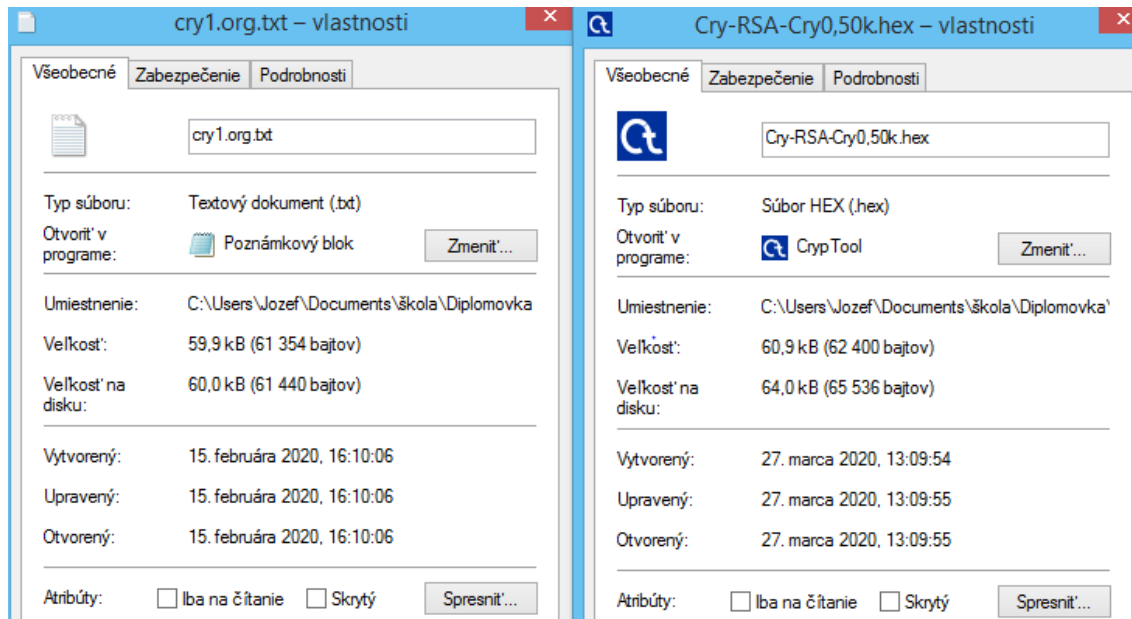 cry1.org.txt – vlastnosti
Všeobecné Zabezpečenie Podrobnosti
cry1.org.txt
Typ súboru: Textový dokument (.txt)
Otvoriť v programe: Poznámkový blok Zmeniť...
Umiestnenie: C:\Users\Jozef\Documents\škola\Diplomovka
Veľkosť: 59,9 kB (61 354 bajtov)
Veľkosť na disku: 60,0 kB (61 440 bajtov)
Vytvorený: 15. februára 2020, 16:10:06
Upravený: 15. februára 2020, 16:10:06
Otvorený: 15. februára 2020, 16:10:06
Atribúty: Iba na čítanie Skrytý Spresniť...
Cry-RSA-Cry0,50k.hex – vlastnosti
Všeobecné Zabezpečenie Podrobnosti
Cry-RSA-Cry0,50k.hex
Typ súboru: Súbor HEX (.hex)
Otvoriť v programe: CrypTool Zmeniť...
Umiestnenie: C:\Users\Jozef\Documents\škola\Diplomovka\
Veľkosť: 60,9 kB (62 400 bajtov)
Veľkosť na disku: 64,0 kB (65 536 bajtov)
Vytvorený: 27. marca 2020, 13:09:54
Upravený: 27. marca 2020, 13:09:55
Otvorený: 27. marca 2020, 13:09:55
Atribúty: Iba na čítanie Skrytý Spresniť...